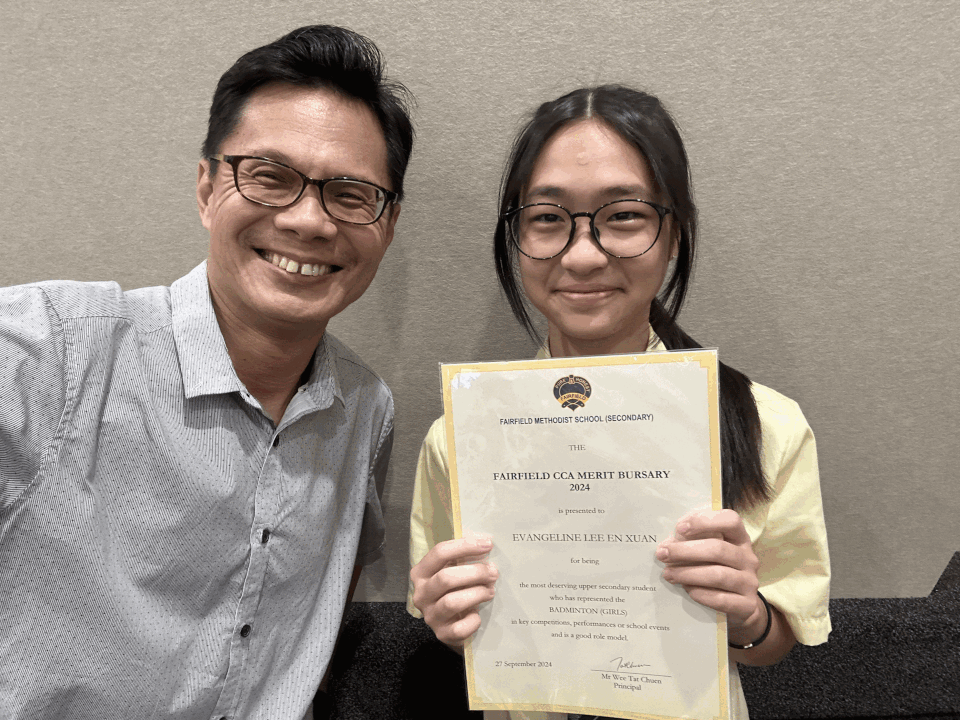 FAIRFIELD
FAIRFIELD METHODIST SCHOOL (SECONDARY)
THE
FAIRFIELD CCA MERIT BURSARY
2024
is presented to
EVANGELINE LEE EN XUAN
for being
the most deserving upper secondary student
who has represented the
BADMINTON (GIRLS)
in key competitions, performances or school events
and is a good role model.
27 September 2024
Mr Wee Tat Chuen
Principal